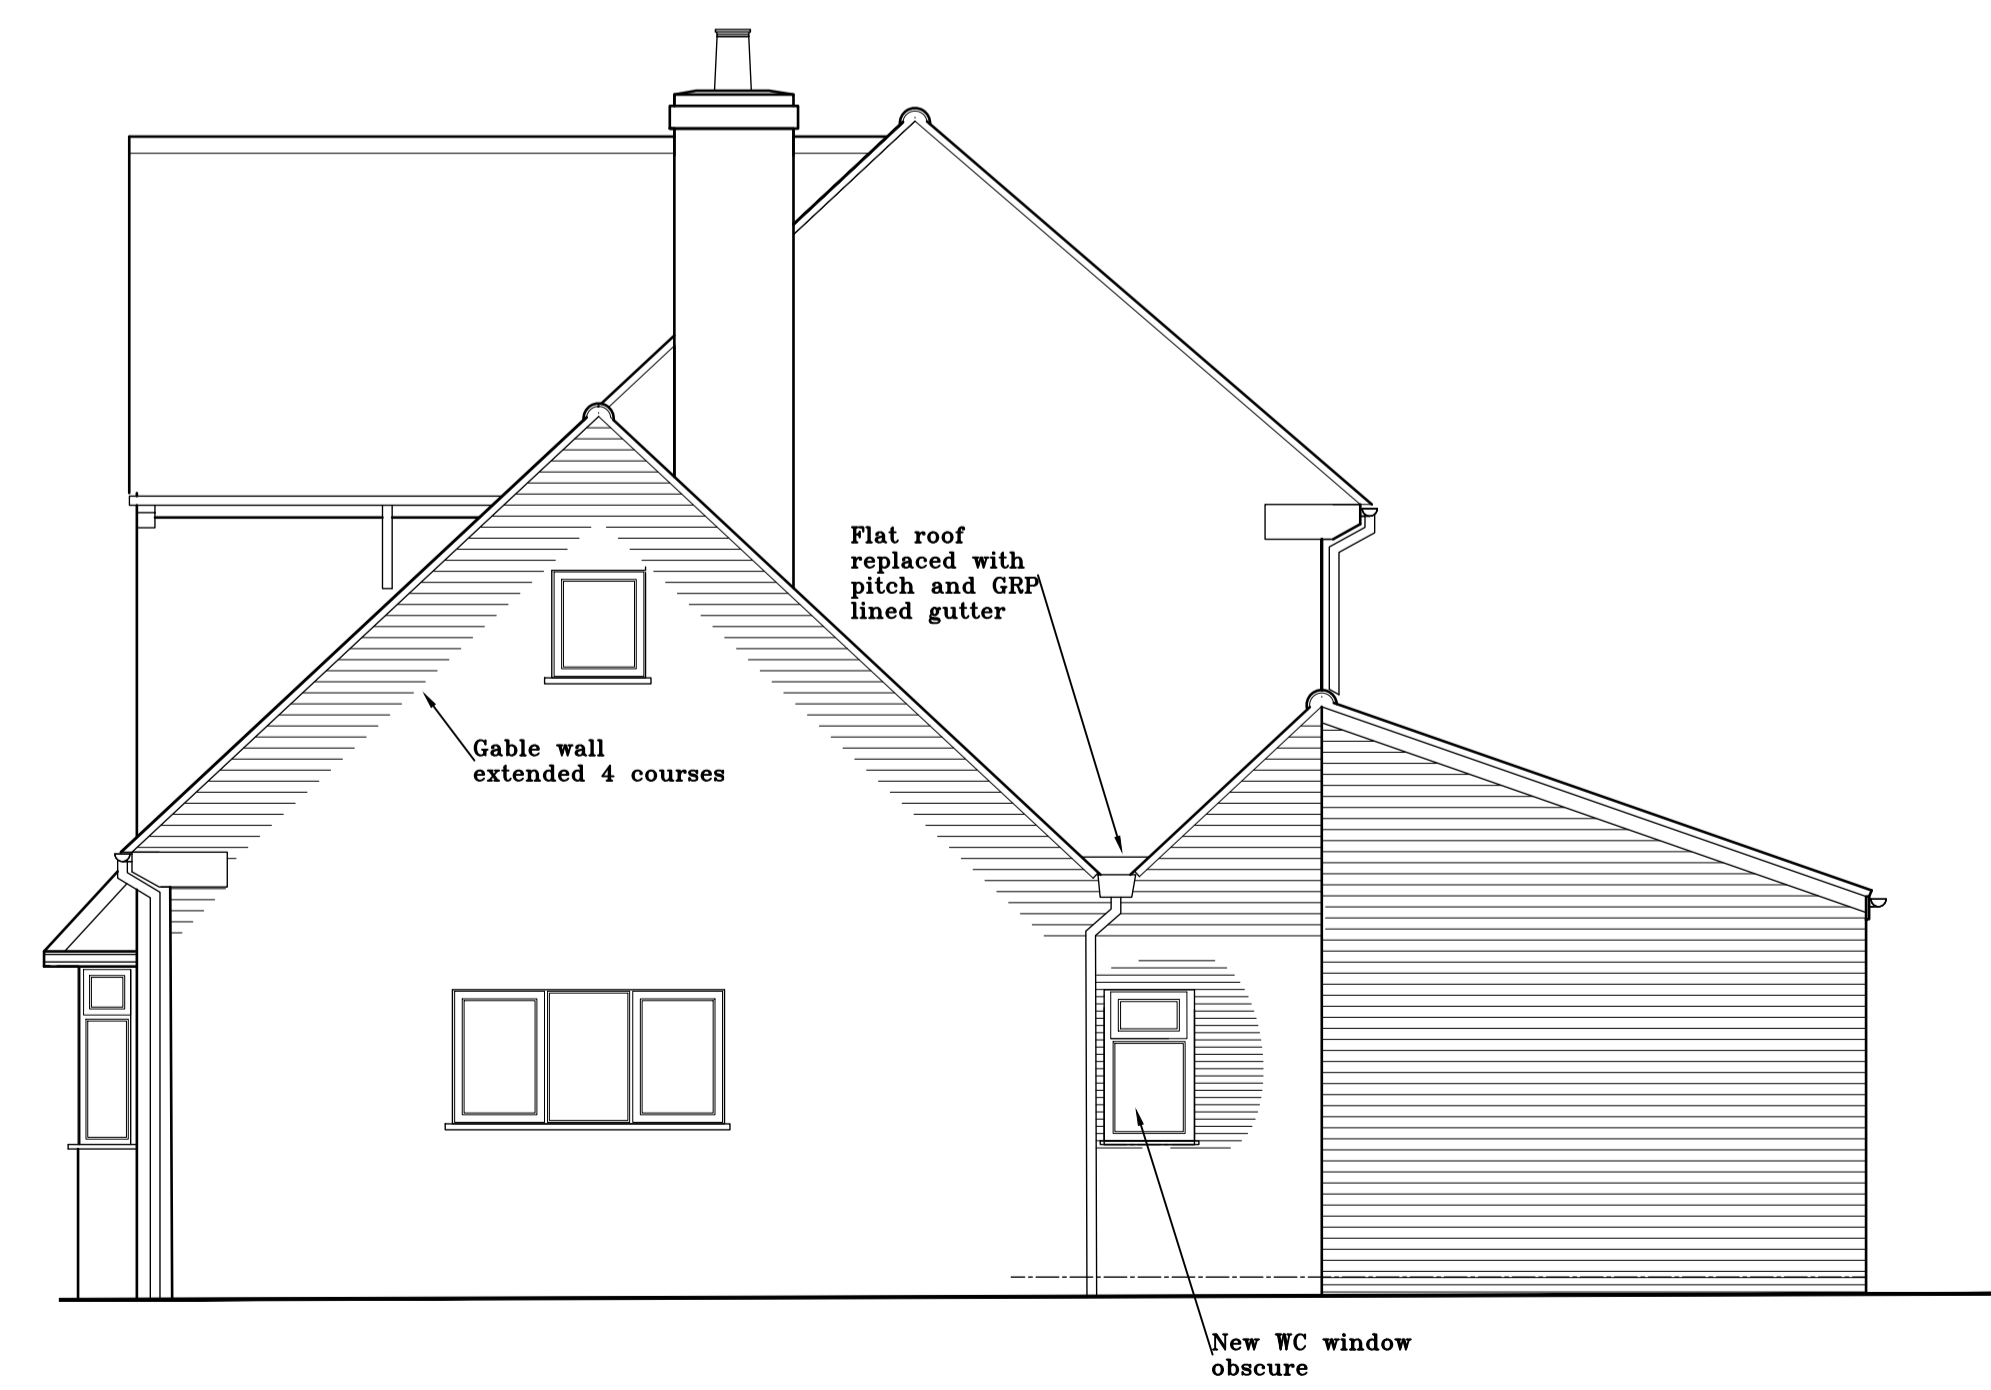 Flat roof
replaced with
pitch and GRP
lined gutter
Gable wall
extended 4 courses
New WC window
obscure